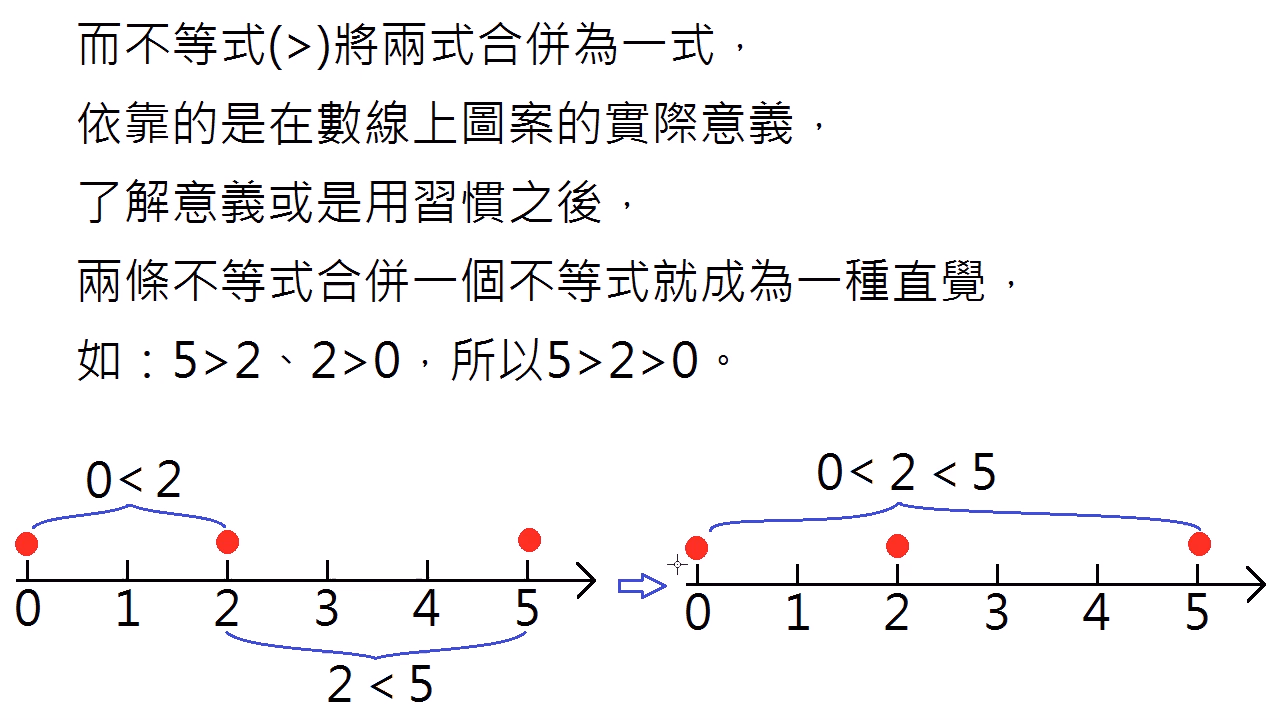 而不等式(>)將兩式合併為一式，
依靠的是在數線上圖案的實際意義，
了解意義或是用習慣之後，
兩條不等式合併一個不等式就成為一種直覺，
如：5>2、2>0，所以5>2>0。
0< 2
0 1 2 3 4 5
2 < 5
0< 2 < 5
0 1 2 3 4 5